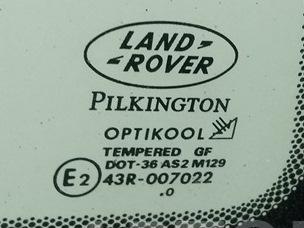 LAND
ROVER
PILKINGTON
OPTIKOOL
TEMPERED GF
DOT-36 AS2 M129
E2 43R-007022
.0